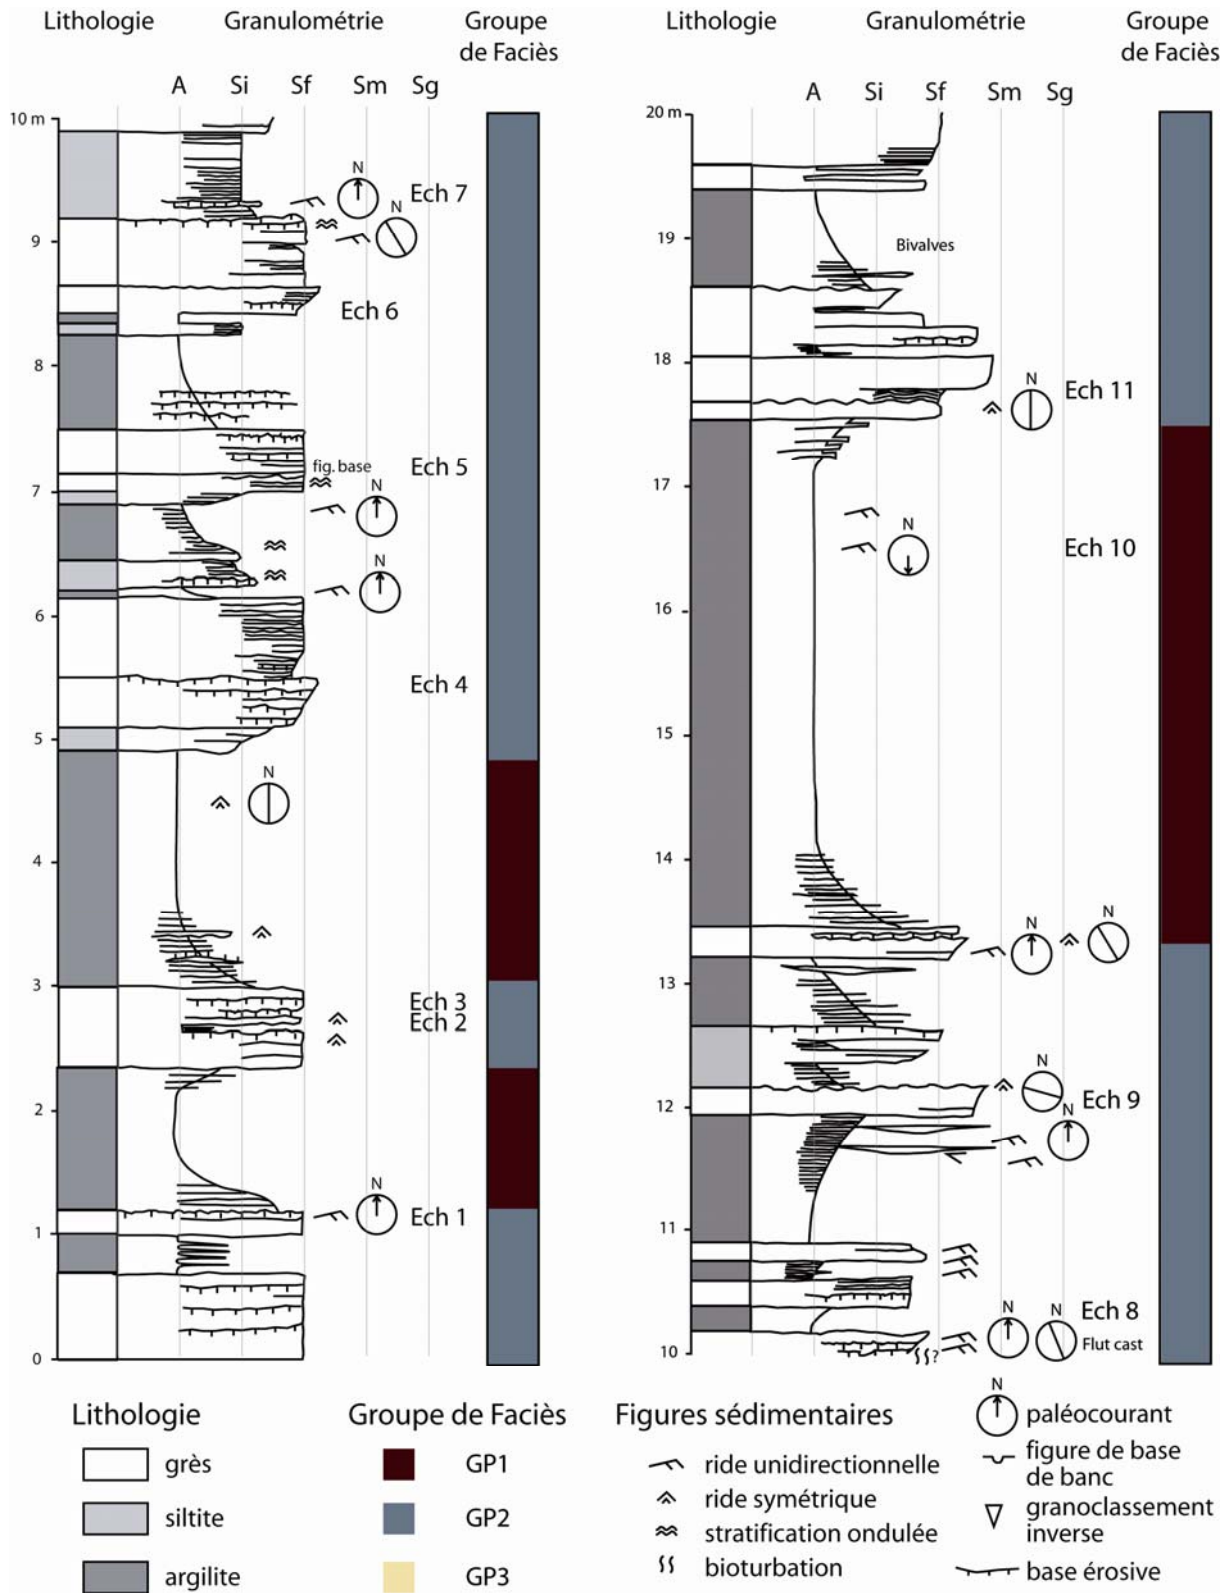 Lithologie Granulométrie Groupe
de Faciès
A Si Sf Sm Sg
10 m
N
Ech 7
N
9
Ech 6
8
fig. base Ech 5
7
N
N
6
Ech 4
5
N
4
3
Ech 3
Ech 2
2
N
Ech 1
1
0
Lithologie Granulométrie Groupe
de Faciès
A Si Sf Sm Sg
20 m
19
Bivalves
18
N
Ech 11
17
N
Ech 10
16
15
14
N
N
13
N
Ech 9
12
N
11
Ech 8
N
N
Flut cast
?
10
Lithologie
grès
siltite
argilite
Groupe de Faciès
GP1
GP2
GP3
Figures sédimentaires
ride unidirectionnelle
ride symétrique
stratification ondulée
bioturbation
N
paléocourant
figure de base
de banc
granoclassement
inverse
base érosive